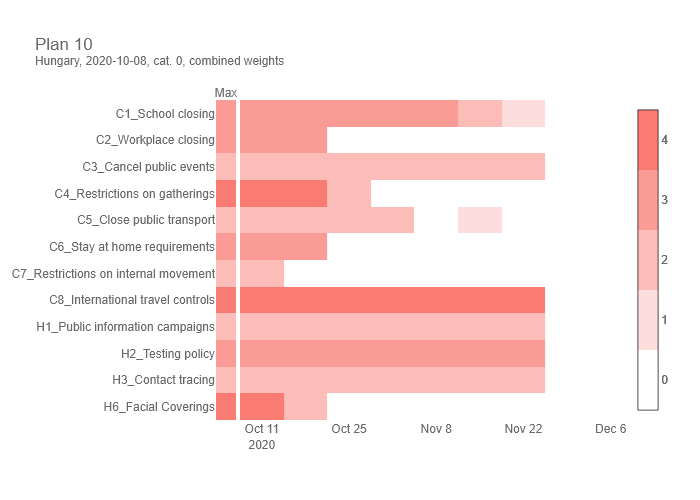 Plan 10
Hungary, 2020-10-08, cat. 0, combined weights
Max
C1_School closing
C2_Workplace closing
C3_Cancel public events
C4_Restrictions on gatherings
C5_Close public transport
C6_Stay at home requirements
C7_Restrictions on internal movement
C8_International travel controls
H1_Public information campaigns
H2_Testing policy
H3_Contact tracing
H6_Facial Coverings
Oct 11 Oct 25 Nov 8 Nov 22 Dec 6
2020
4
3
2
1
0